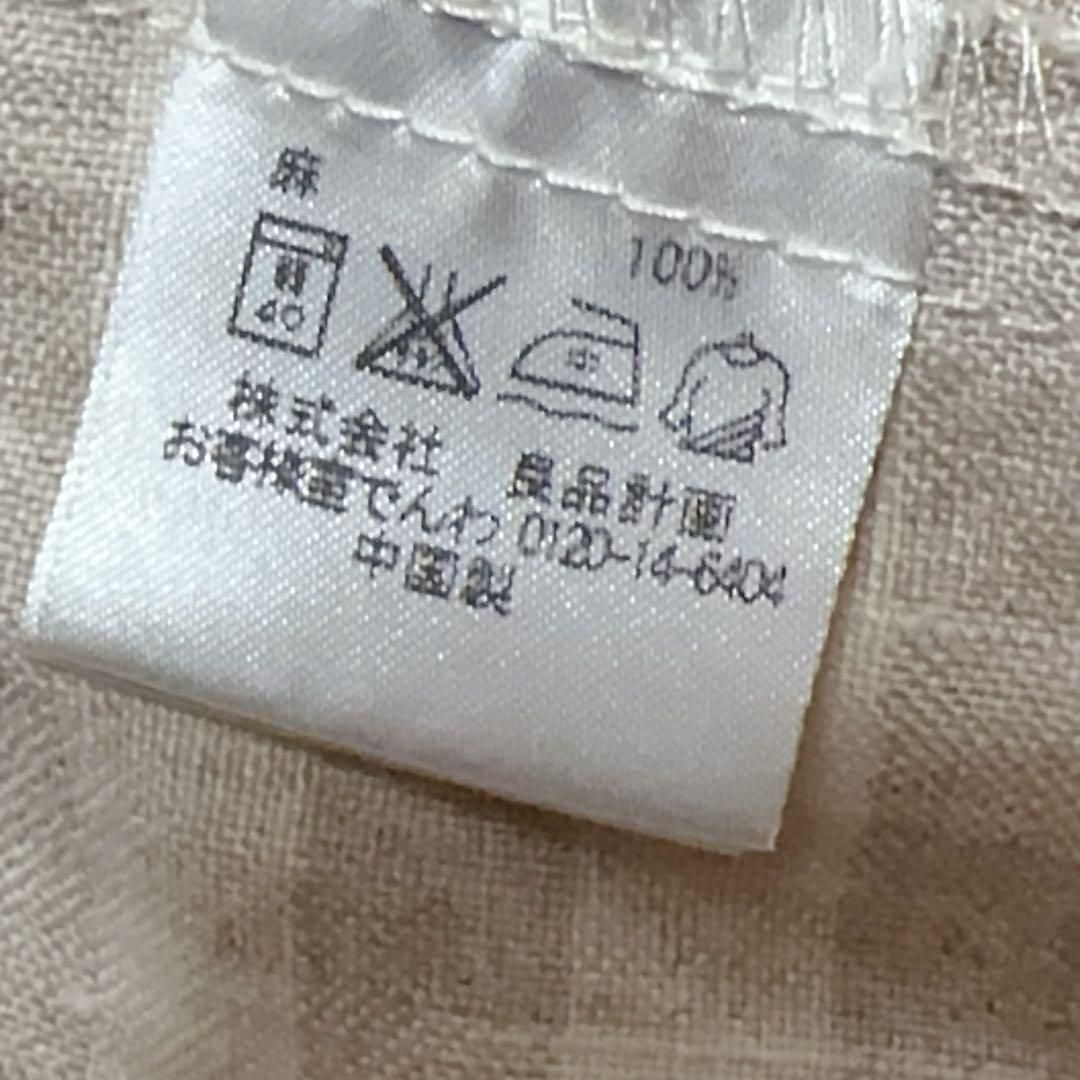 麻 100%
40
中
株式会社 良品計画
お客様室でんわ 0120-14-6404
中国製